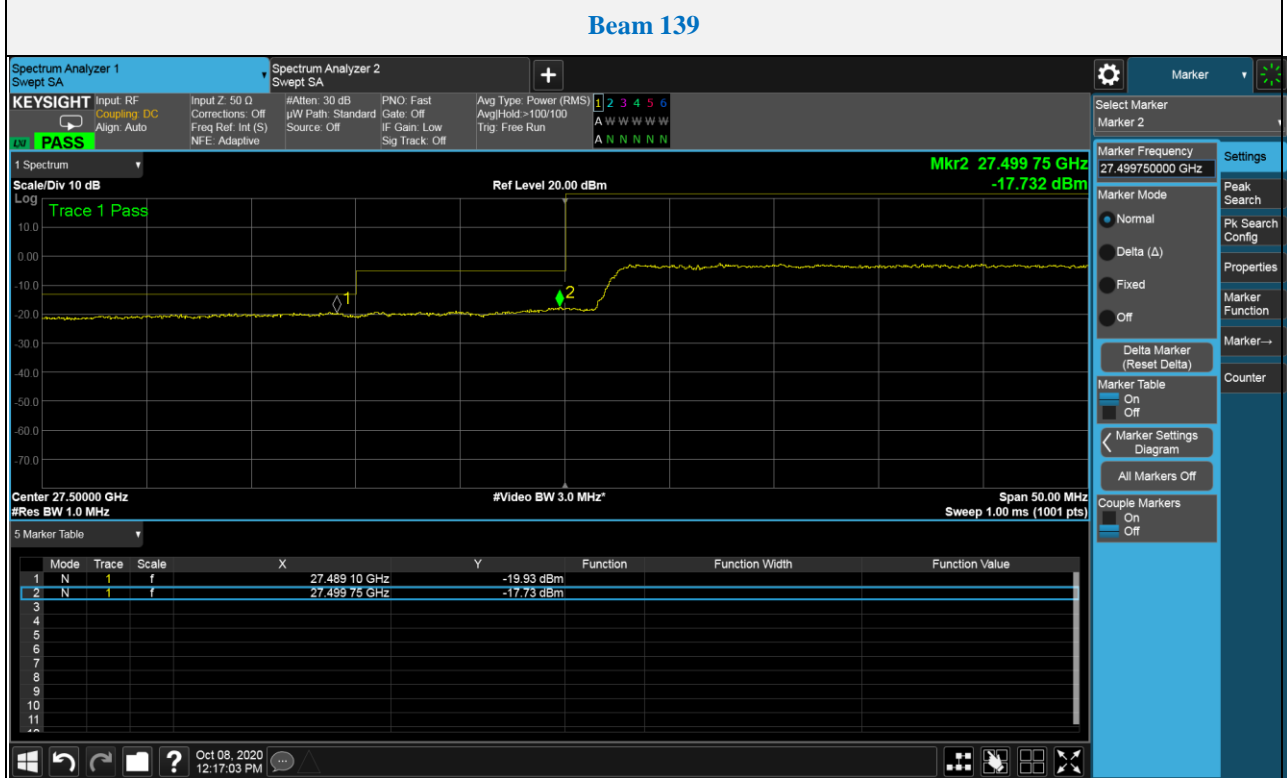 Beam 139
Spectrum Analyzer 1
Swept SA
Spectrum Analyzer 2
Swept SA
Marker
KEYSIGHT
Input: RF
Coupling: DC
Align: Auto
Input Z: 50 Ω
Corrections: Off
Freq Ref: Int (S)
NFE: Adaptive
#Atten: 30 dB
µW Path: Standard
Source: Off
PNO: Fast
Gate: Off
IF Gain: Low
Sig Track: Off
Avg Type: Power (RMS)
Avg|Hold:>100/100
Trig: Free Run
1 2 3 4 5 6
A W W W W W
A N N N N N
LXI PASS
Select Marker
Marker 2
1 Spectrum
Mkr2 27.499 75 GHz
-17.732 dBm
Scale/Div 10 dB
Ref Level 20.00 dBm
Log
Trace 1 Pass
10.0
0.00
-10.0
-20.0
-30.0
-40.0
-50.0
-60.0
-70.0
1
2
Center 27.50000 GHz
#Res BW 1.0 MHz
#Video BW 3.0 MHz*
Span 50.00 MHz
Sweep 1.00 ms (1001 pts)
Marker Frequency
27.499750000 GHz
Marker Mode
Normal
Delta (Δ)
Fixed
Off
Delta Marker
(Reset Delta)
Marker Table
On
Off
Marker Settings
Diagram
All Markers Off
Couple Markers
On
Off
Settings
Peak
Search
Pk Search
Config
Properties
Marker
Function
Marker→
Counter
5 Marker Table
Mode Trace Scale X Y Function Function Width Function Value
1 N 1 f 27.489 10 GHz -19.93 dBm
2 N 1 f 27.499 75 GHz -17.73 dBm
3
4
5
6
7
8
9
10
11
Oct 08, 2020
12:17:03 PM